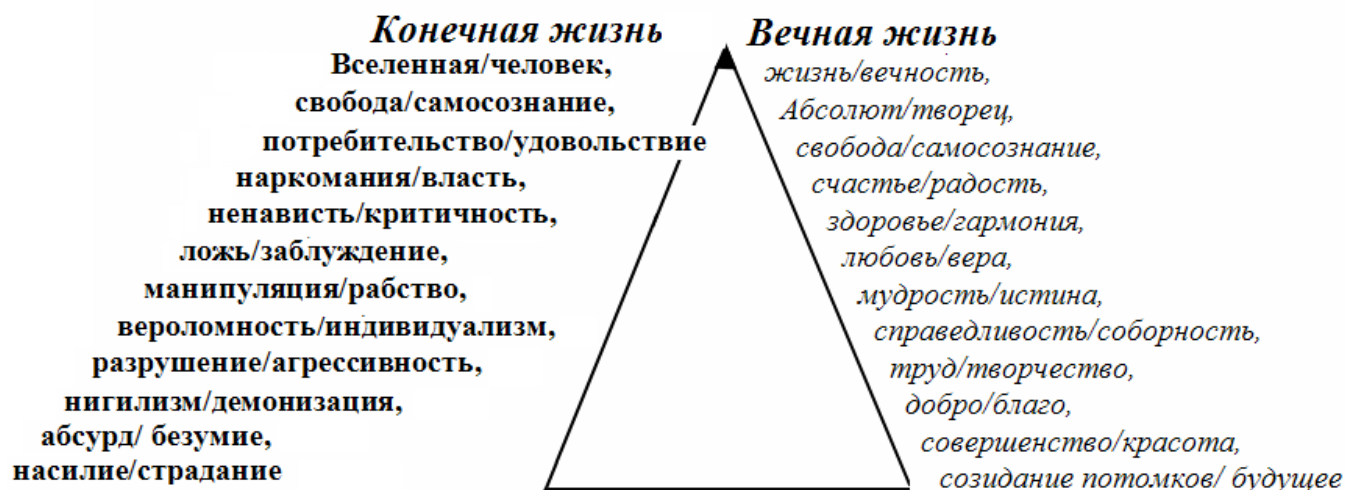 Конечная жизнь
Вселенная/человек,
свобода/самосознание,
потребительство/удовольствие
наркомания/власть,
ненависть/критичность,
ложь/заблуждение,
манипуляция/рабство,
вероломность/индивидуализм,
разрушение/агрессивность,
нигилизм/демонизация,
абсурд/ безумие,
насилие/страдание
Вечная жизнь
жизнь/вечность,
Абсолют/творец,
свобода/самосознание,
счастье/радость,
здоровье/гармония,
любовь/вера,
мудрость/истина,
справедливость/соборность,
труд/творчество,
добро/благо,
совершенство/красота,
созидание потомков/ будущее